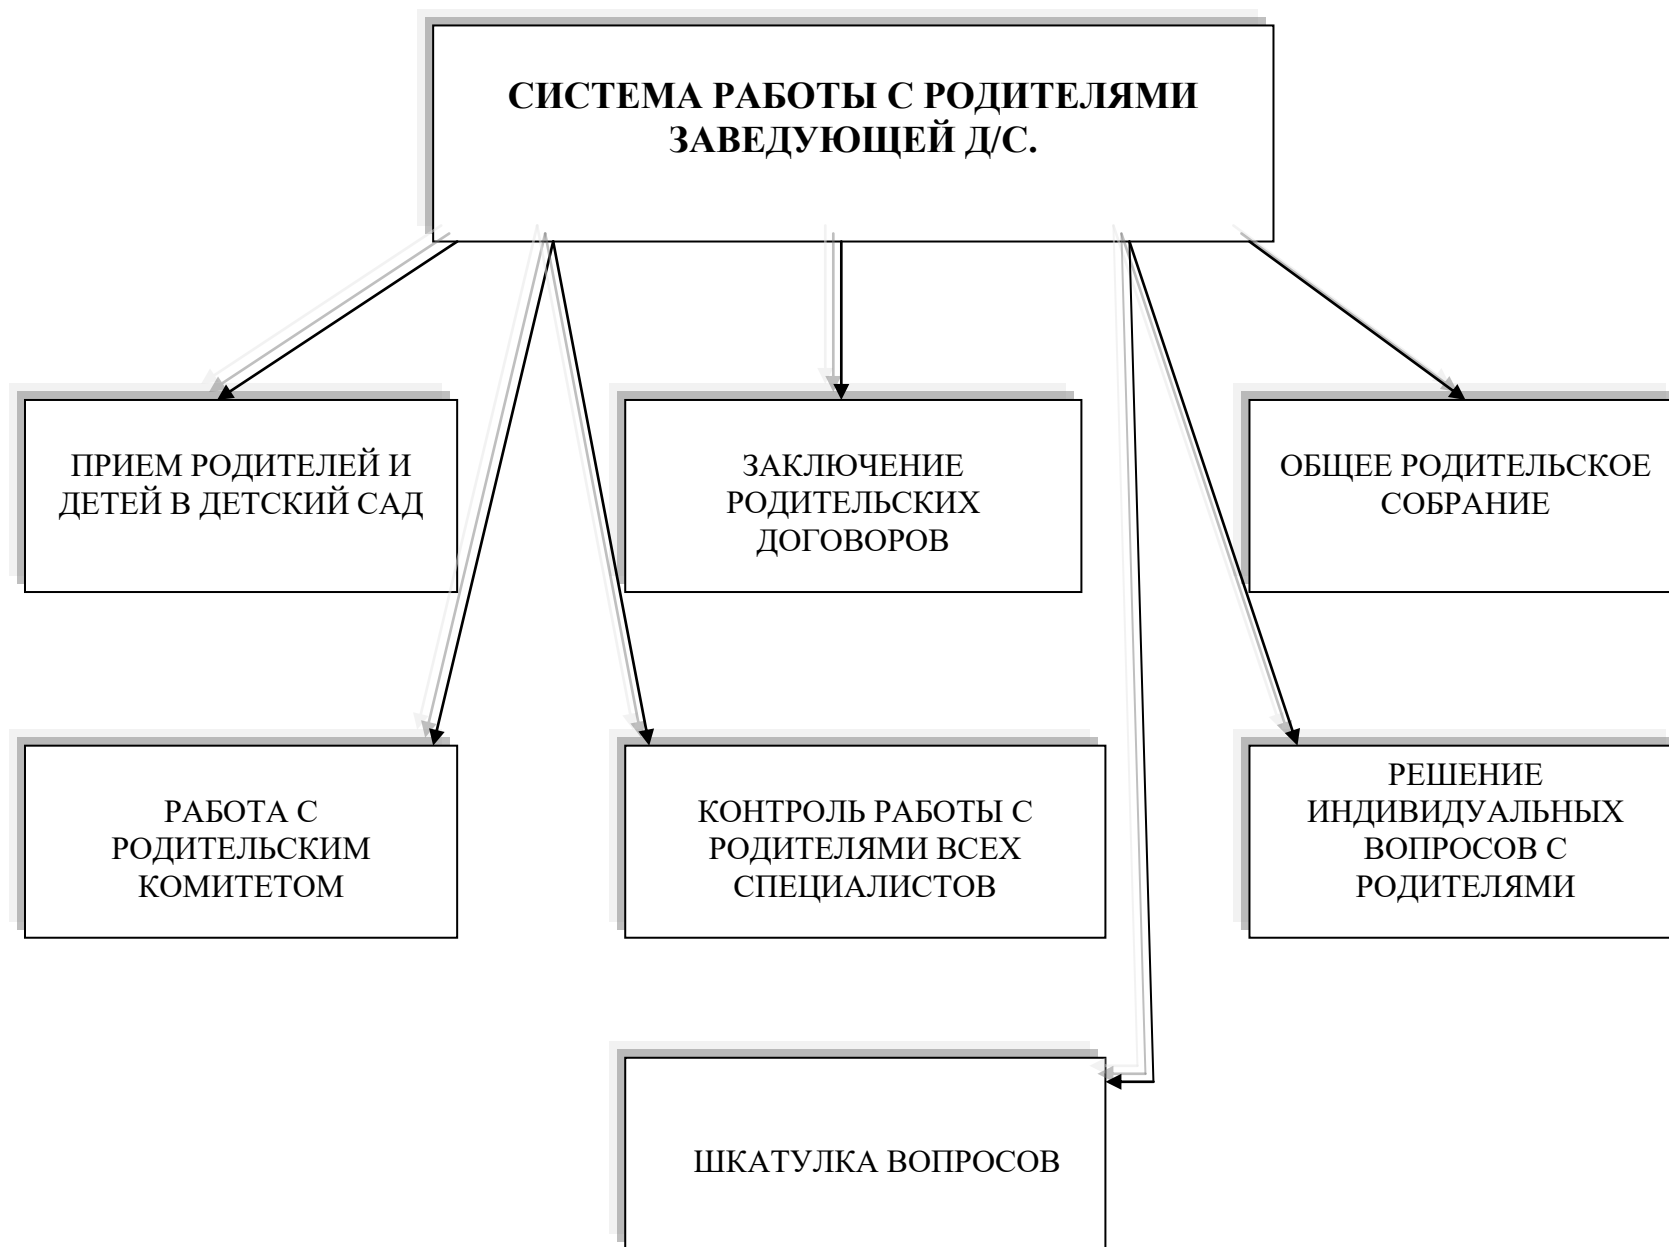 СИСТЕМА РАБОТЫ С РОДИТЕЛЯМИ
ЗАВЕДУЮЩЕЙ Д/С.
ПРИЕМ РОДИТЕЛЕЙ И
ДЕТЕЙ В ДЕТСКИЙ САД
ЗАКЛЮЧЕНИЕ
РОДИТЕЛЬСКИХ
ДОГОВОРОВ
ОБЩЕЕ РОДИТЕЛЬСКОЕ
СОБРАНИЕ
РАБОТА С
РОДИТЕЛЬСКИМ
КОМИТЕТОМ
КОНТРОЛЬ РАБОТЫ С
РОДИТЕЛЯМИ ВСЕХ
СПЕЦИАЛИСТОВ
РЕШЕНИЕ
ИНДИВИДУАЛЬНЫХ
ВОПРОСОВ С
РОДИТЕЛЯМИ
ШКАТУЛКА ВОПРОСОВ